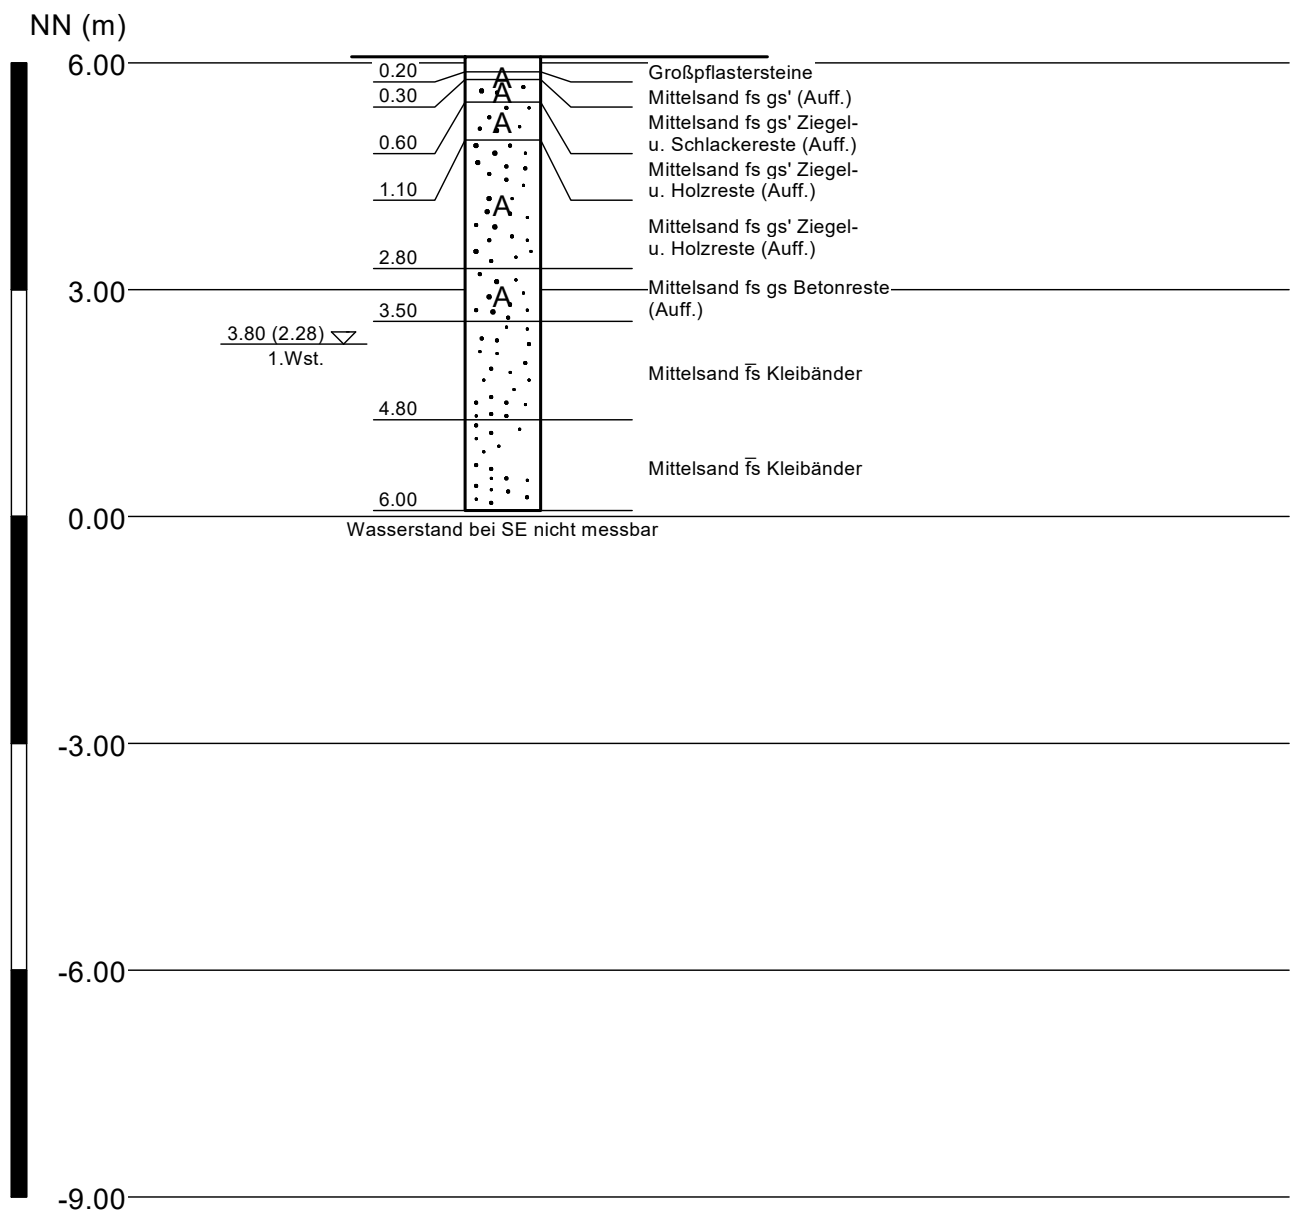 NN (m)
6.00
0.20
Großpflastersteine
A
0.30
Mittelsand fs gs' (Auff.)
A
0.60
Mittelsand fs gs' Ziegel-
u. Schlackereste (Auff.)
A
1.10
Mittelsand fs gs' Ziegel-
u. Holzreste (Auff.)
A
2.80
Mittelsand fs gs' Ziegel-
u. Holzreste (Auff.)
3.00
A
3.50
Mittelsand fs gs Betonreste
(Auff.)
3.80 (2.28)
1.Wst.
Mittelsand f̅s Kleibänder
4.80
Mittelsand f̅s Kleibänder
6.00
0.00
Wasserstand bei SE nicht messbar
-3.00
-6.00
-9.00